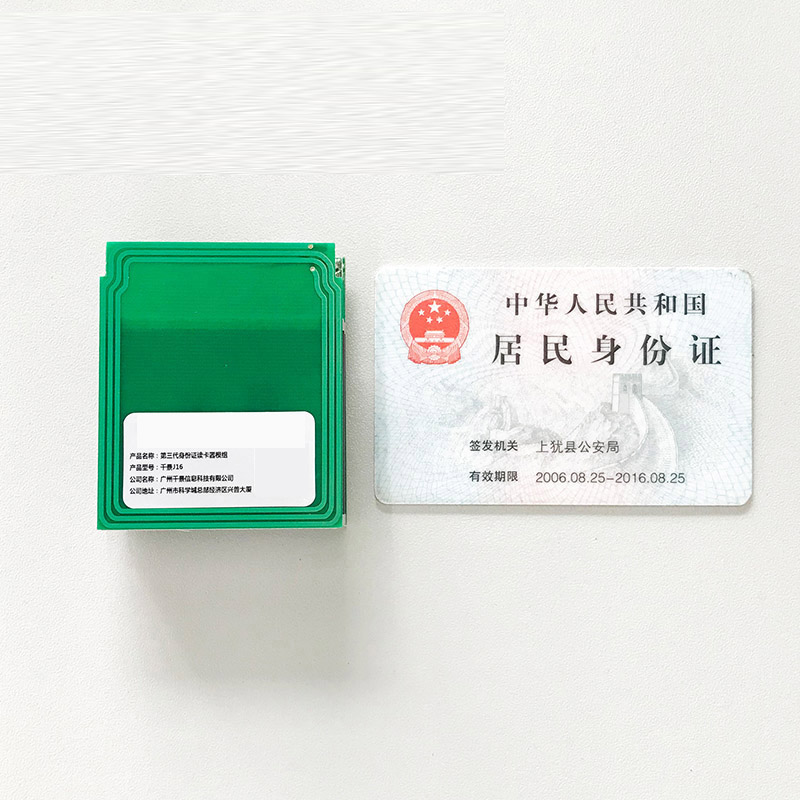 产品名称：第三代身份证读卡器模组
产品型号：千景J16
公司名称：广州千景信息科技有限公司
公司地址：广州市科学城总部经济区兴普大厦
中华人民共和国
居民身份证
签发机关 上犹县公安局
有效期限 2006.08.25-2016.08.25